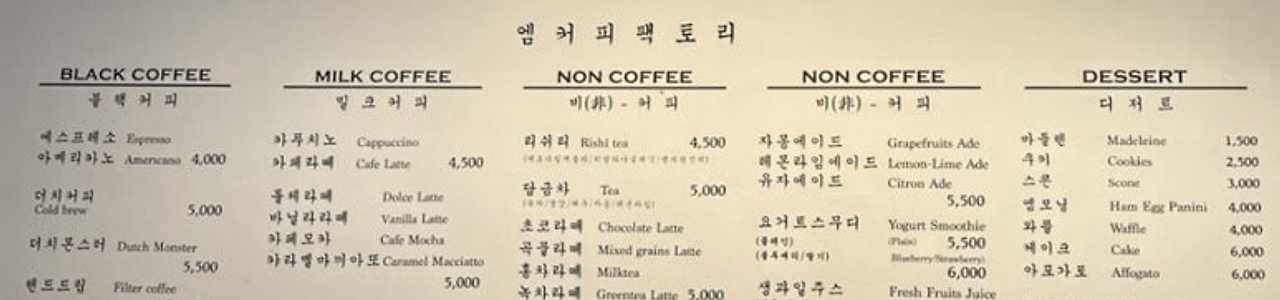 엠커피팩토리
BLACK COFFEE
블랙커피
에스프레소 Espresso
아메리카노 Americano 4,000
더치커피
Cold brew 5,000
더치몬스터 Dutch Monster
5,500
핸드드립 Filter coffee
MILK COFFEE
밀크커피
카푸치노 Cappuccino
카페라떼 Cafe Latte 4,500
돌체라떼 Dolce Latte
바닐라라떼 Vanilla Latte
카페모카 Cafe Mocha
카라멜마끼아또 Caramel Macciatto
5,000
NON COFFEE
비(非) - 커피
리쉬티 Rishi tea 4,500
담금차 Tea 5,000
초코라떼 Chocolate Latte
곡물라떼 Mixed grains Latte
홍차라떼 Milktea
녹차라떼 Greentea Latte 5,000
NON COFFEE
비(非) - 커피
자몽에이드 Grapefruits Ade
레몬라임에이드 Lemon-Lime Ade
유자에이드 Citron Ade
5,500
요거트스무디 Yogurt Smoothie
(플레인) (Plain) 5,500
(블루베리/딸기) (Blueberry/Strawberry)
6,000
생과일주스 Fresh Fruits Juice
DESSERT
디저트
마들렌 Madeleine 1,500
쿠키 Cookies 2,500
스콘 Scone 3,000
햄모닝 Ham Egg Panini 4,000
와플 Waffle 4,000
케이크 Cake 6,000
아포가토 Affogato 6,000